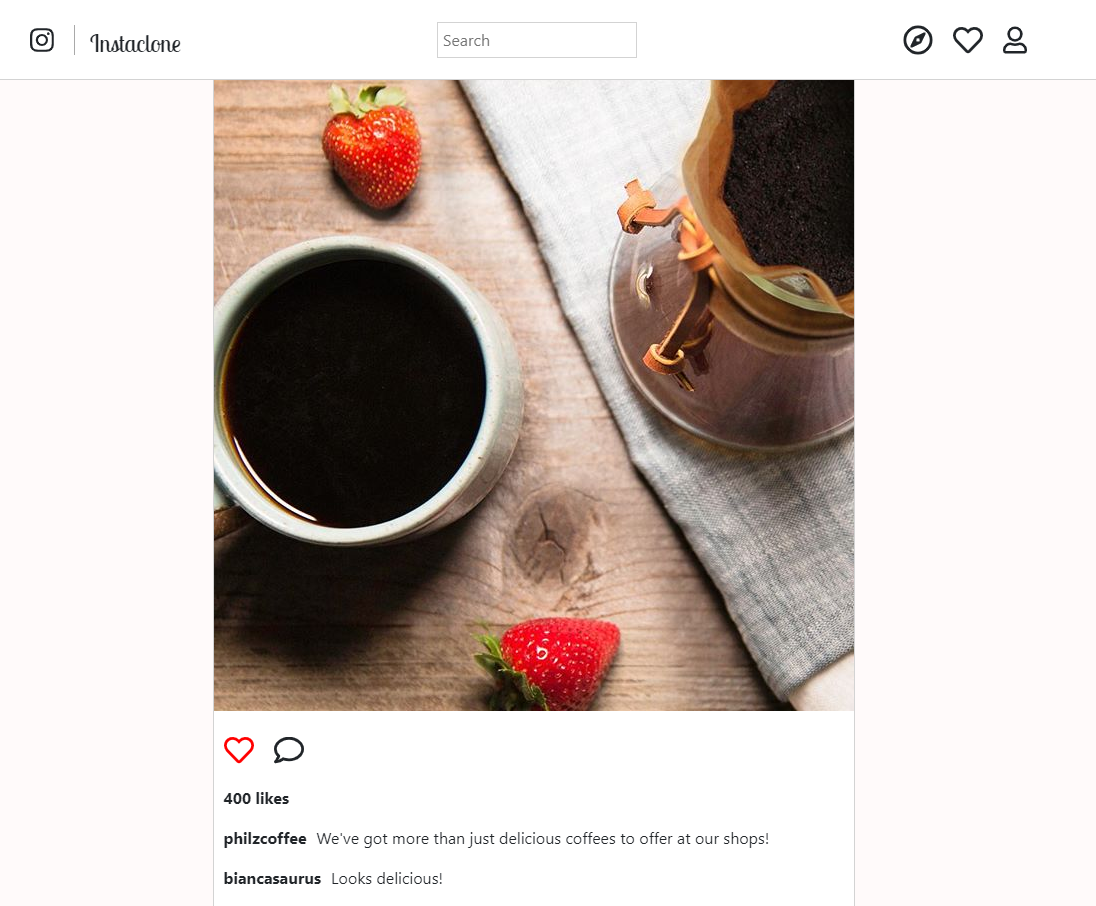 Instaclone
Search
400 likes
philzcoffee We've got more than just delicious coffees to offer at our shops!
biancasaurus Looks delicious!